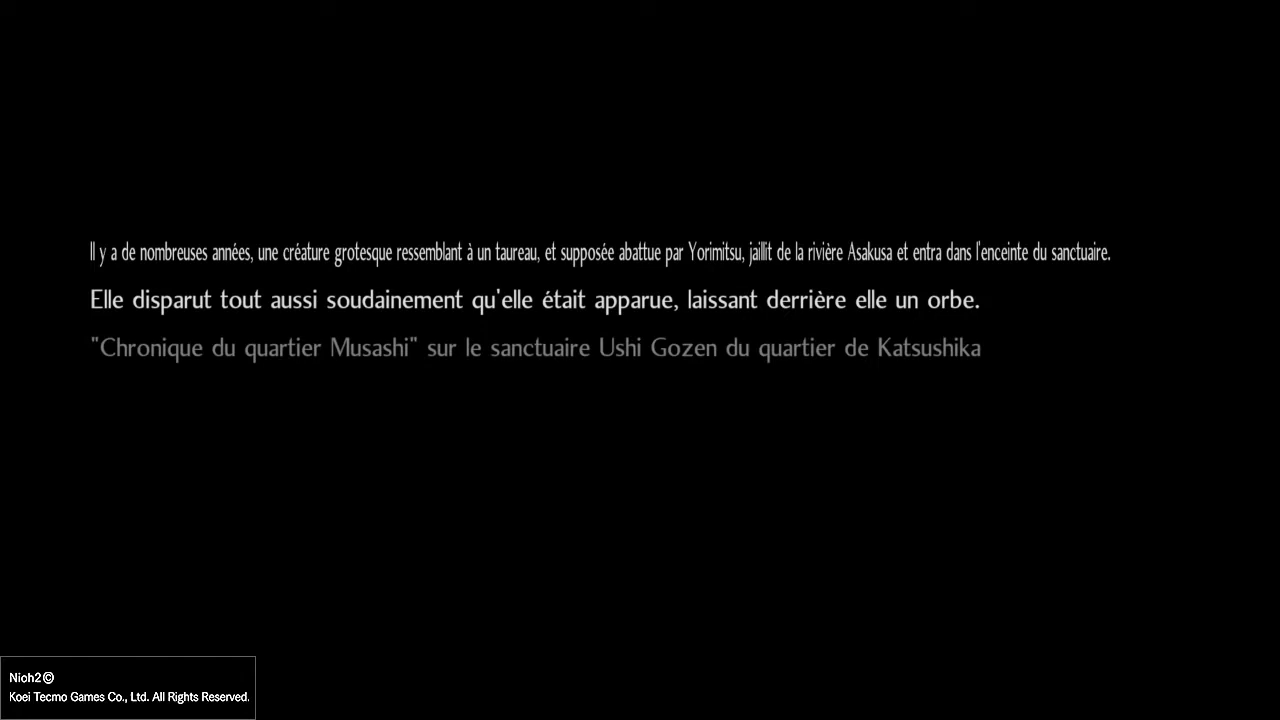 Il y a de nombreuses années, une créature grotesque ressemblant à un taureau, et supposée abattue par Yorimitsu, jaillit de la rivière Asakusa et entra dans l'enceinte du sanctuaire.
Elle disparut tout aussi soudainement qu'elle était apparue, laissant derrière elle un orbe.
"Chronique du quartier Musashi" sur le sanctuaire Ushi Gozen du quartier de Katsushika
Nioh2©
Koei Tecmo Games Co., Ltd. All Rights Reserved.